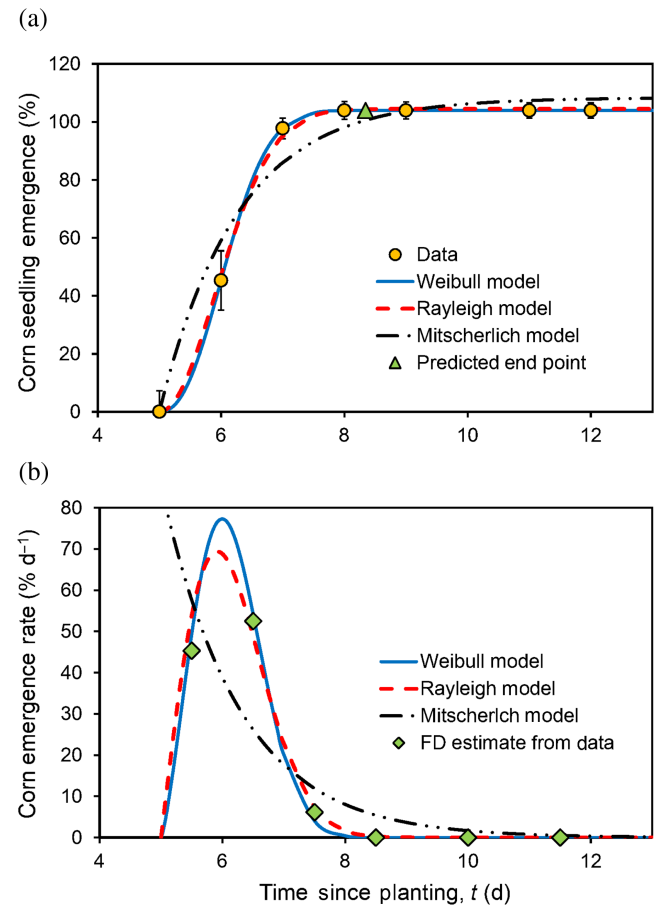 (a)
Corn seedling emergence (%)
120
100
80
60
40
20
0
4
6
8
10
12
Data
Weibull model
Rayleigh model
Mitscherlich model
Predicted end point
(b)
Corn emergence rate (% d⁻¹)
80
70
60
50
40
30
20
10
0
4
6
8
10
12
Weibull model
Rayleigh model
Mitscherlch model
FD estimate from data
Time since planting, t (d)